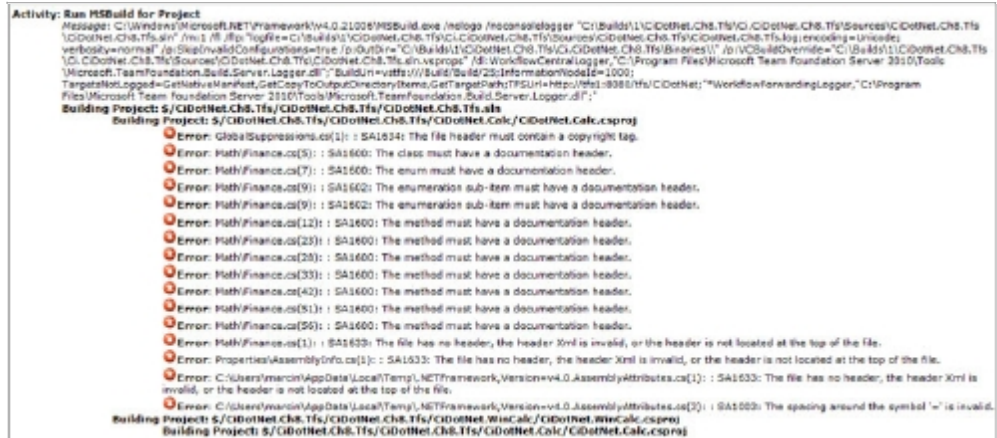 Activity: Run MSBuild for Project
Message: C:\Windows\Microsoft.NET\Framework\v4.0.21006\MSBuild.exe /nologo /noconsolelogger "C:\Builds\1\CiDotNet\Ch8.Tfs\Ci.CiDotNet.Ch8.Tfs\Sources\CiDotNet.Ch8.Tfs
\CiDotNet.Ch8.Tfs.sln" /m:1 /fl /flp:"logfile=C:\Builds\1\CiDotNet\Ch8.Tfs\Ci.CiDotNet.Ch8.Tfs\Sources\CiDotNet.Ch8.Tfs\CiDotNet.Ch8.Tfs.log;encoding=Unicode;
verbosity=normal" /p:SkipInvalidConfigurations=true /p:OutDir="C:\Builds\1\CiDotNet\Ch8.Tfs\Ci.CiDotNet.Ch8.Tfs\Binaries\\" /p:VCBuildOverride="C:\Builds\1\CiDotNet\Ch8.Tfs
\Ci.CiDotNet.Ch8.Tfs\Sources\CiDotNet.Ch8.Tfs\CiDotNet.Ch8.Tfs.sln.vsprops" /dl:WorkflowCentralLogger,"C:\Program Files\Microsoft Team Foundation Server 2010\Tools
\Microsoft.TeamFoundation.Build.Server.Logger.dll";"BuildUri=vstfs:///Build/Build/25;InformationNodeId=1000;
TargetsNotLogged=GetNativeManifest,GetCopyToOutputDirectoryItems,GetTargetPath;TFSUrl=http://tfs1:8080/tfs/CiDotNet;"*WorkflowForwardingLogger,"C:\Program
Files\Microsoft Team Foundation Server 2010\Tools\Microsoft.TeamFoundation.Build.Server.Logger.dll";"
Building Project: $/CiDotNet.Ch8.Tfs/CiDotNet.Ch8.Tfs.sln
Building Project: $/CiDotNet.Ch8.Tfs/CiDotNet.Ch8.Tfs/CiDotNet.Calc/CiDotNet.Calc.csproj
Error: GlobalSuppressions.cs(1): : SA1634: The file header must contain a copyright tag.
Error: Math\Finance.cs(5): : SA1600: The class must have a documentation header.
Error: Math\Finance.cs(7): : SA1600: The enum must have a documentation header.
Error: Math\Finance.cs(9): : SA1602: The enumeration sub-item must have a documentation header.
Error: Math\Finance.cs(9): : SA1602: The enumeration sub-item must have a documentation header.
Error: Math\Finance.cs(12): : SA1600: The method must have a documentation header.
Error: Math\Finance.cs(23): : SA1600: The method must have a documentation header.
Error: Math\Finance.cs(28): : SA1600: The method must have a documentation header.
Error: Math\Finance.cs(33): : SA1600: The method must have a documentation header.
Error: Math\Finance.cs(42): : SA1600: The method must have a documentation header.
Error: Math\Finance.cs(51): : SA1600: The method must have a documentation header.
Error: Math\Finance.cs(56): : SA1600: The method must have a documentation header.
Error: Math\Finance.cs(1): : SA1633: The file has no header, the header Xml is invalid, or the header is not located at the top of the file.
Error: Properties\AssemblyInfo.cs(1): : SA1633: The file has no header, the header Xml is invalid, or the header is not located at the top of the file.
Error: C:\Users\marcin\AppData\Local\Temp\.NETFramework,Version=v4.0.AssemblyAttributes.cs(1): : SA1633: The file has no header, the header Xml is
invalid, or the header is not located at the top of the file.
Error: C:\Users\marcin\AppData\Local\Temp\.NETFramework,Version=v4.0.AssemblyAttributes.cs(3): : SA1003: The spacing around the symbol '=' is invalid.
Building Project: $/CiDotNet.Ch8.Tfs/CiDotNet.Ch8.Tfs/CiDotNet.WinCalc/CiDotNet.WinCalc.csproj
Building Project: $/CiDotNet.Ch8.Tfs/CiDotNet.Ch8.Tfs/CiDotNet.Calc/CiDotNet.Calc.csproj